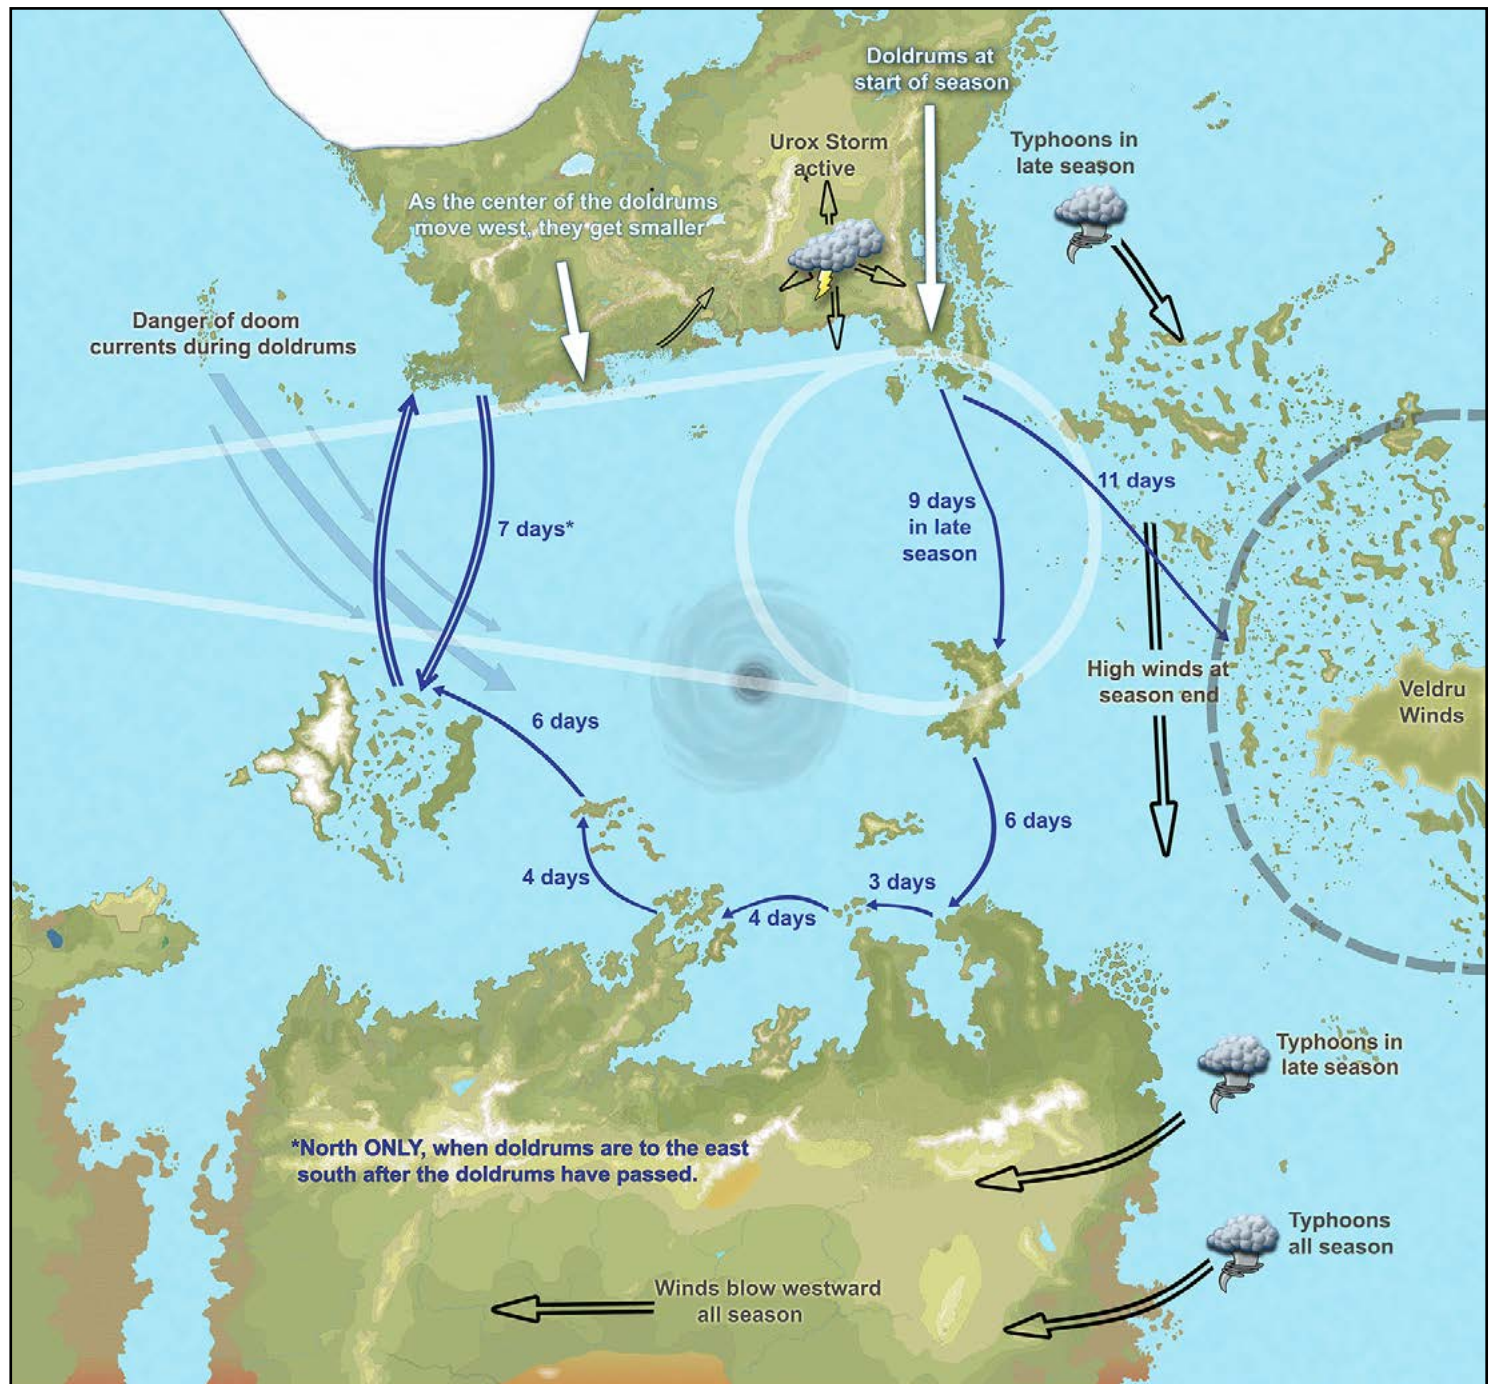 Doldrums at
start of season
Urox Storm
active
Typhoons in
late season
As the center of the doldrums
move west, they get smaller
Danger of doom
currents during doldrums
11 days
9 days
in late
season
7 days*
High winds at
season end
Veldru
Winds
6 days
6 days
4 days
3 days
4 days
Typhoons in
late season
*North ONLY, when doldrums are to the east
south after the doldrums have passed.
Typhoons
all season
Winds blow westward
all season